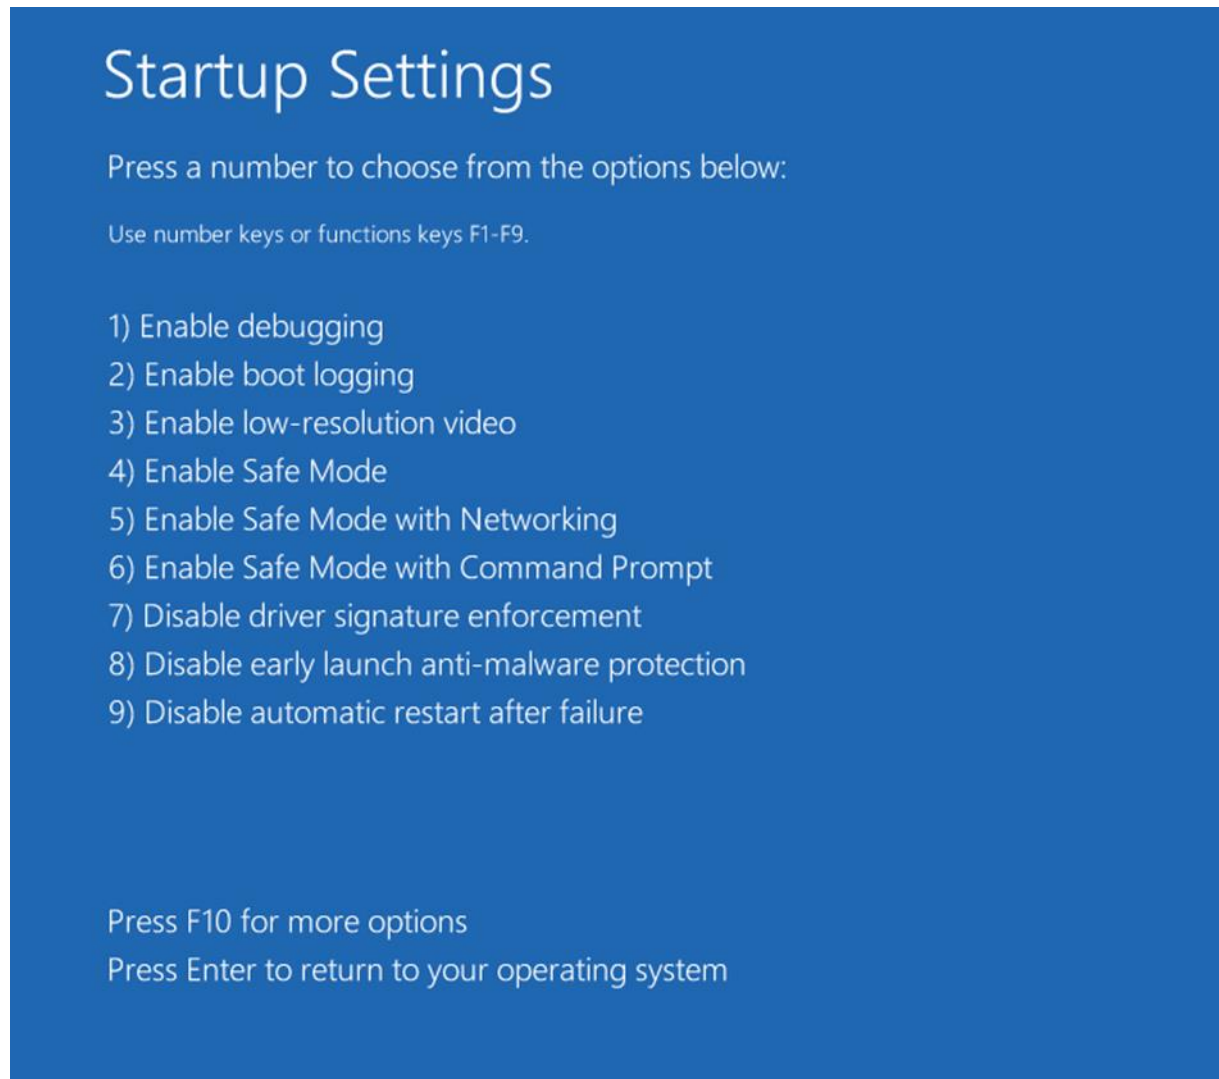 Startup Settings
Press a number to choose from the options below:
Use number keys or functions keys F1-F9.
1) Enable debugging
2) Enable boot logging
3) Enable low-resolution video
4) Enable Safe Mode
5) Enable Safe Mode with Networking
6) Enable Safe Mode with Command Prompt
7) Disable driver signature enforcement
8) Disable early launch anti-malware protection
9) Disable automatic restart after failure
Press F10 for more options
Press Enter to return to your operating system